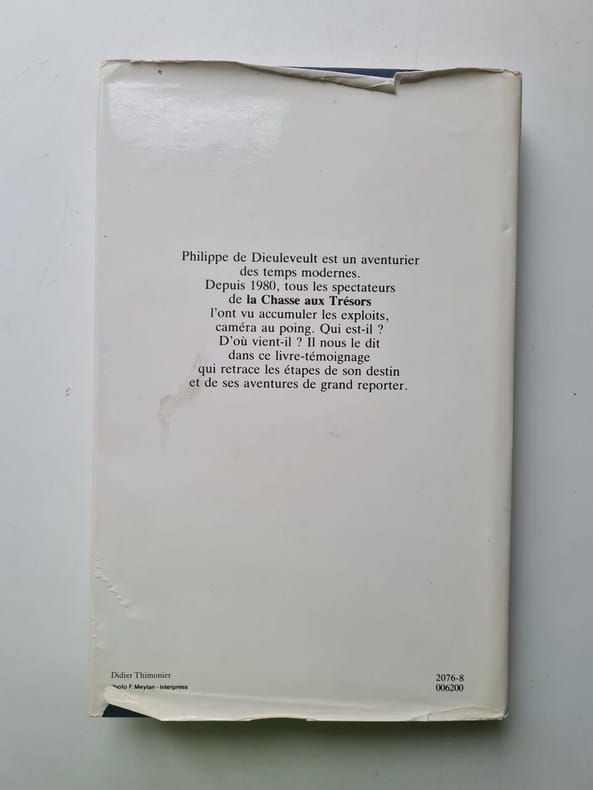 Philippe de Dieuleveult est un aventurier
des temps modernes.
Depuis 1980, tous les spectateurs
de la Chasse aux Trésors
l'ont vu accumuler les exploits,
caméra au poing. Qui est-il ?
D'où vient-il ? Il nous le dit
dans ce livre-témoignage
qui retrace les étapes de son destin
et de ses aventures de grand reporter.
Didier Thimonier
Photo F. Meylan - Interpress
2076-8
006200